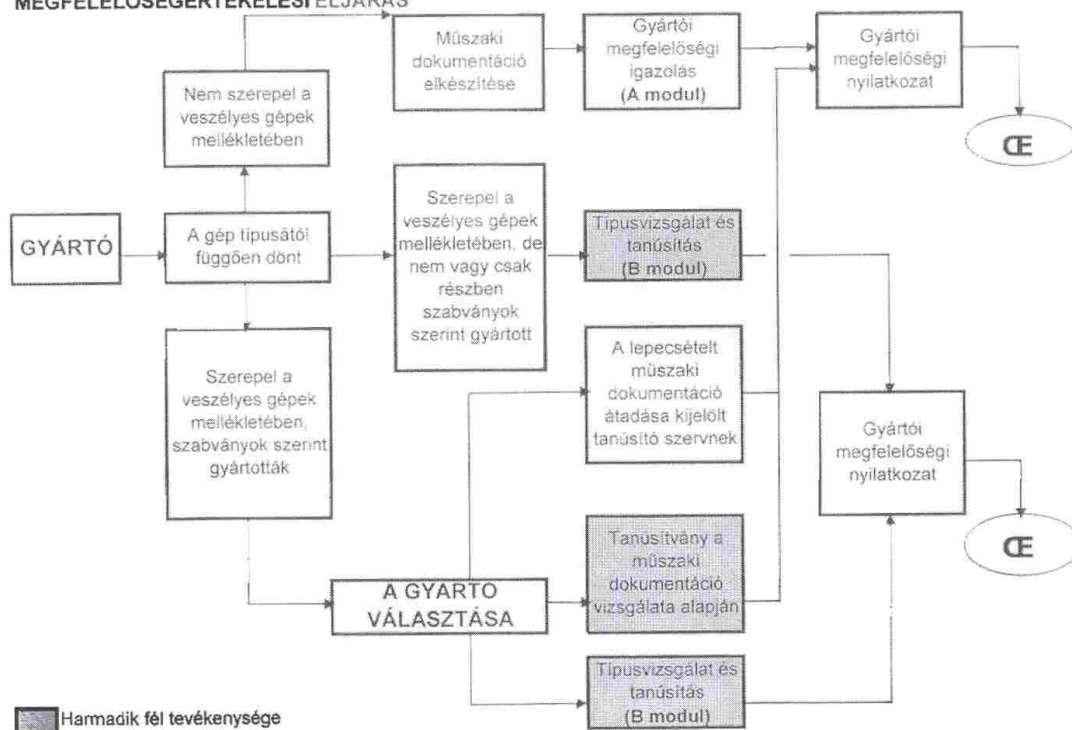 MEGFELELŐSÉGÉRTÉKELÉSI ELJÁRÁS
Műszaki
dokumentáció
elkészítése
Gyártói
megfelelőségi
igazolás
(A modul)
Gyártói
megfelelőségi
nyilatkozat
Nem szerepel a
veszélyes gépek
mellékletében
CE
GYÁRTÓ
A gép típusától
függően dönt
Szerepel a
veszélyes gépek
mellékletében, de
nem vagy csak
részben
szabványok
szerint gyártott
Típusvizsgálat és
tanúsítás
(B modul)
Szerepel a
veszélyes gépek
mellékletében,
szabványok szerint
gyártották
A lepecsételt
műszaki
dokumentáció
átadása kijelölt
tanúsító szervnek
Gyártói
megfelelőségi
nyilatkozat
CE
A GYÁRTÓ
VÁLASZTÁSA
Tanúsítvány a
műszaki
dokumentáció
vizsgálata alapján
Típusvizsgálat és
tanúsítás
(B modul)
Harmadik fél tevékenysége